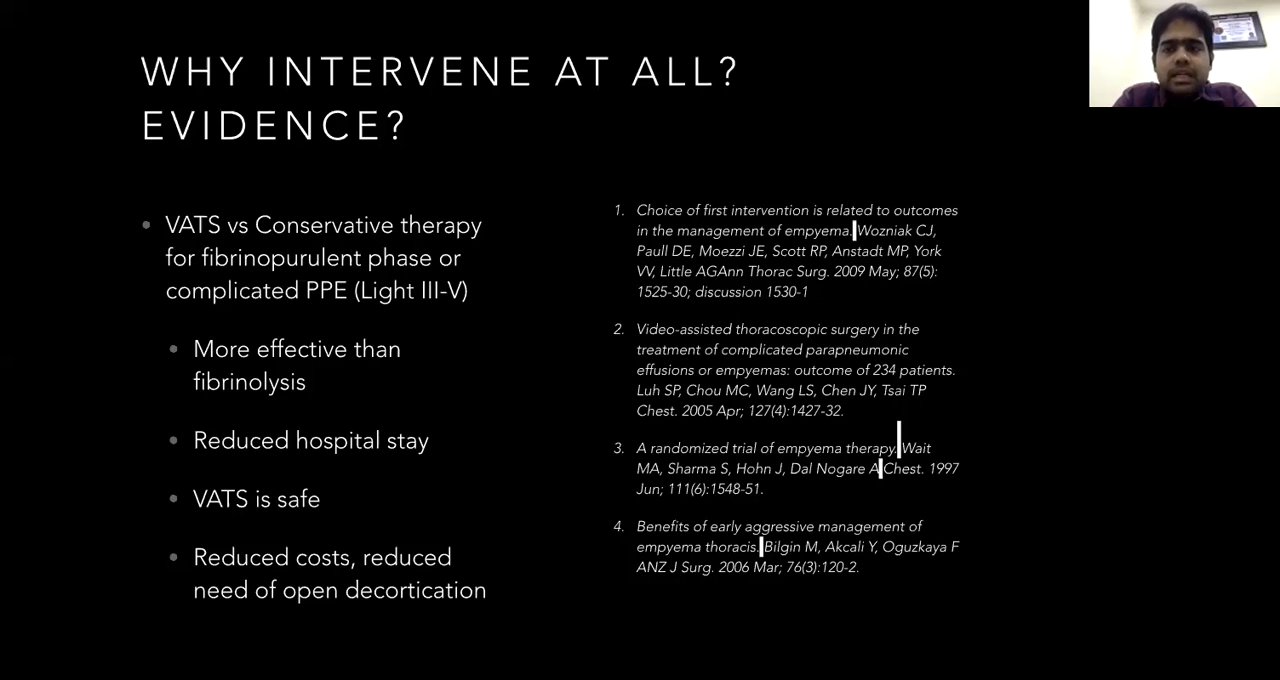 WHY INTERVENE AT ALL?
EVIDENCE?
• VATS vs Conservative therapy
for fibrinopurulent phase or
complicated PPE (Light III-V)
• More effective than
fibrinolysis
• Reduced hospital stay
• VATS is safe
• Reduced costs, reduced
need of open decortication
1. Choice of first intervention is related to outcomes
in the management of empyema. Wozniak CJ,
Paull DE, Moezzi JE, Scott RP, Anstadt MP, York
VV, Little AGAnn Thorac Surg. 2009 May; 87(5):
1525-30; discussion 1530-1
2. Video-assisted thoracoscopic surgery in the
treatment of complicated parapneumonic
effusions or empyemas: outcome of 234 patients.
Luh SP, Chou MC, Wang LS, Chen JY, Tsai TP
Chest. 2005 Apr; 127(4):1427-32.
3. A randomized trial of empyema therapy. Wait
MA, Sharma S, Hohn J, Dal Nogare A Chest. 1997
Jun; 111(6):1548-51.
4. Benefits of early aggressive management of
empyema thoracis. Bilgin M, Akcali Y, Oguzkaya F
ANZ J Surg. 2006 Mar; 76(3):120-2.